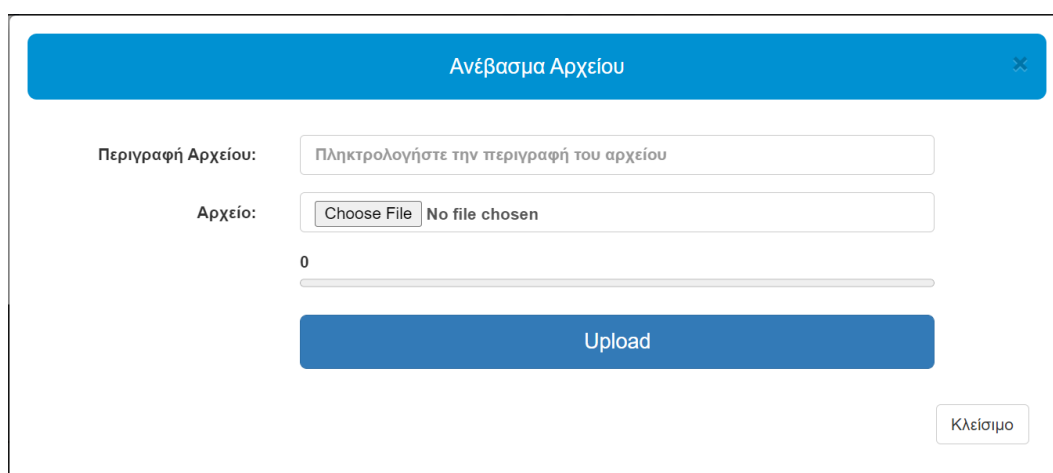 Ανέβασμα Αρχείου ×
Περιγραφή Αρχείου: Πληκτρολογήστε την περιγραφή του αρχείου
Αρχείο: Choose File No file chosen
0
Upload
Κλείσιμο